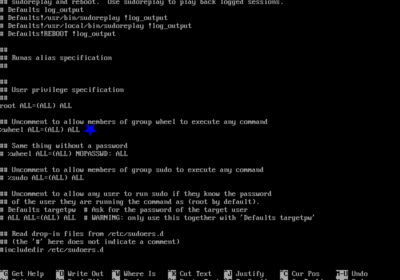 ## sudoreplay and reboot.  Use sudoreplay to play back logged sessions.
# Defaults log_output
# Defaults!/usr/bin/sudoreplay !log_output
# Defaults!/usr/local/bin/sudoreplay !log_output
# Defaults!REBOOT !log_output
##
## Runas alias specification
##
##
## User privilege specification
##
root ALL=(ALL) ALL
## Uncomment to allow members of group wheel to execute any command
%wheel ALL=(ALL) ALL
## Same thing without a password
# %wheel ALL=(ALL) NOPASSWD: ALL
## Uncomment to allow members of group sudo to execute any command
# %sudo ALL=(ALL) ALL
## Uncomment to allow any user to run sudo if they know the password
## of the user they are running the command as (root by default).
# Defaults targetpw  # Ask for the password of the target user
# ALL ALL=(ALL) ALL  # WARNING: only use this together with 'Defaults targetpw'
## Read drop-in files from /etc/sudoers.d
## (the '#' here does not indicate a comment)
#includedir /etc/sudoers.d
^G Get Help ^O Write Out ^W Where Is ^K Cut Text ^J Justify ^C Cur Pos M-U Undo